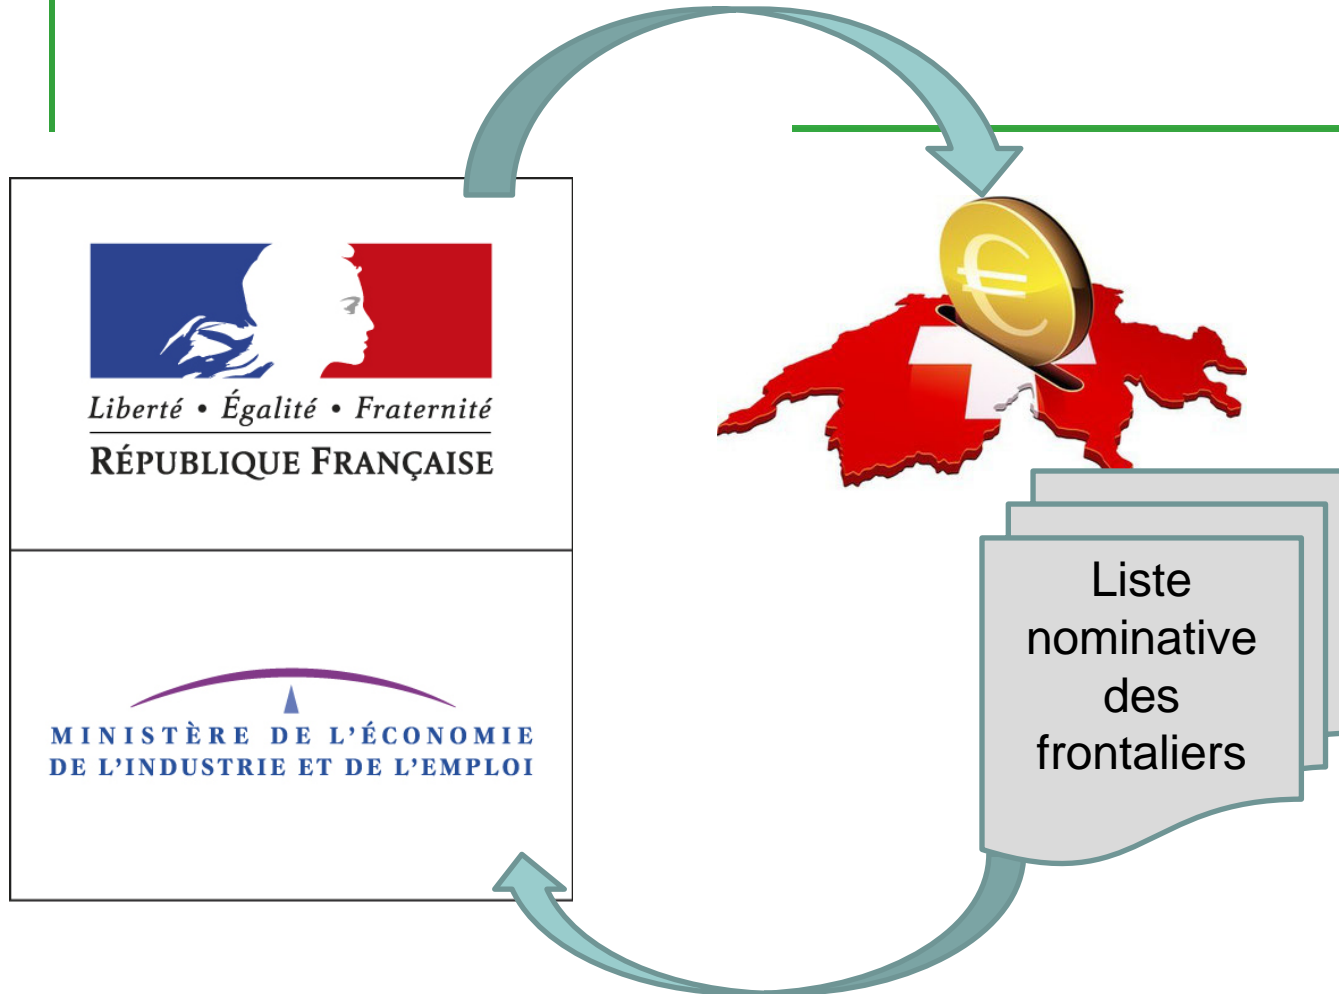 Liberté • Égalité • Fraternité
RÉPUBLIQUE FRANÇAISE
MINISTÈRE DE L'ÉCONOMIE
DE L'INDUSTRIE ET DE L'EMPLOI
€
Liste
nominative
des
frontaliers